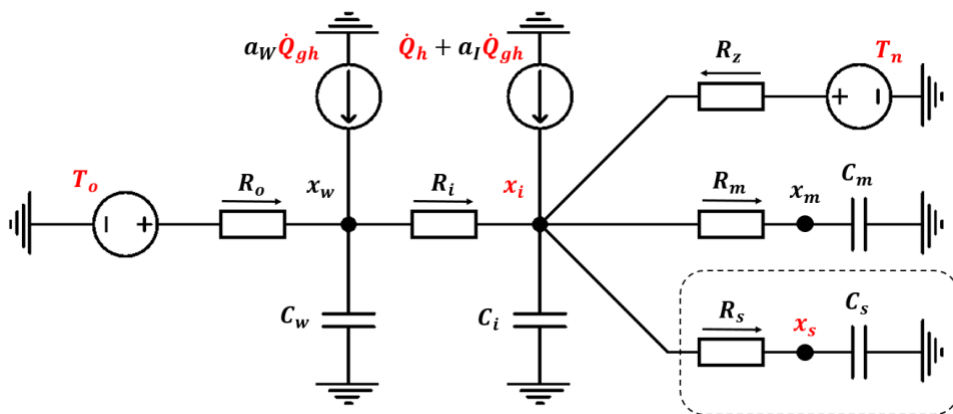 a_W Q̇_gh
Q̇_h + a_I Q̇_gh
R_z
T_n
+
−
T_o
−
+
R_o
x_w
R_i
x_i
R_m
x_m
C_m
C_w
C_i
R_s
x_s
C_s